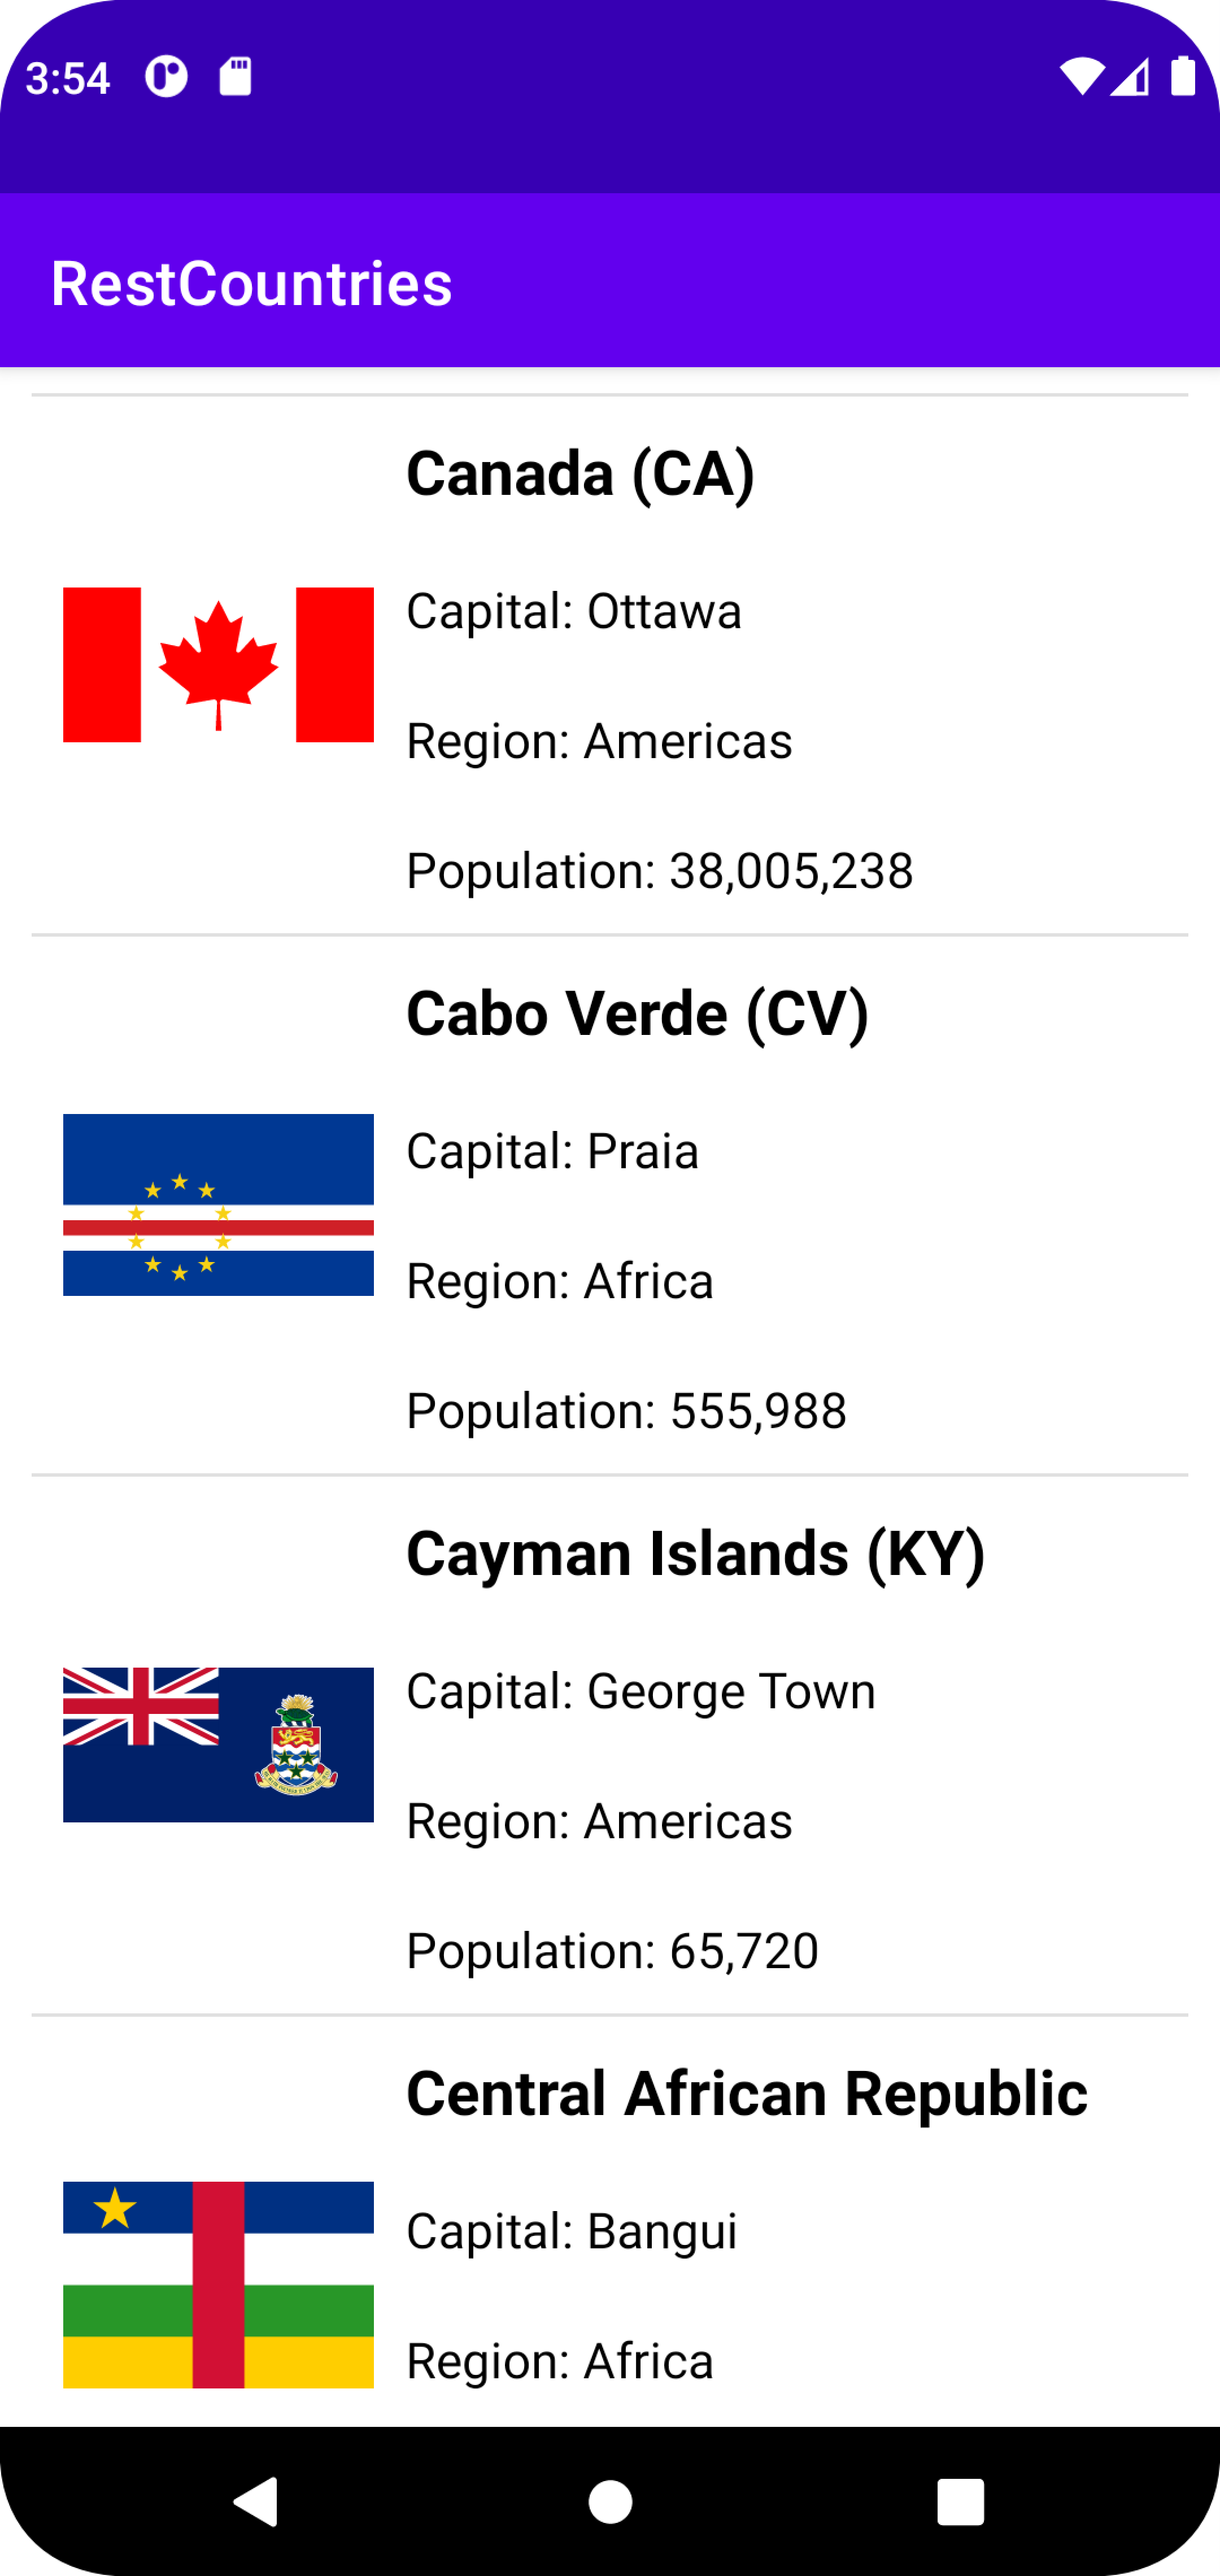 3:54
RestCountries
Canada (CA)
Capital: Ottawa
Region: Americas
Population: 38,005,238
Cabo Verde (CV)
Capital: Praia
Region: Africa
Population: 555,988
Cayman Islands (KY)
Capital: George Town
Region: Americas
Population: 65,720
Central African Republic
Capital: Bangui
Region: Africa